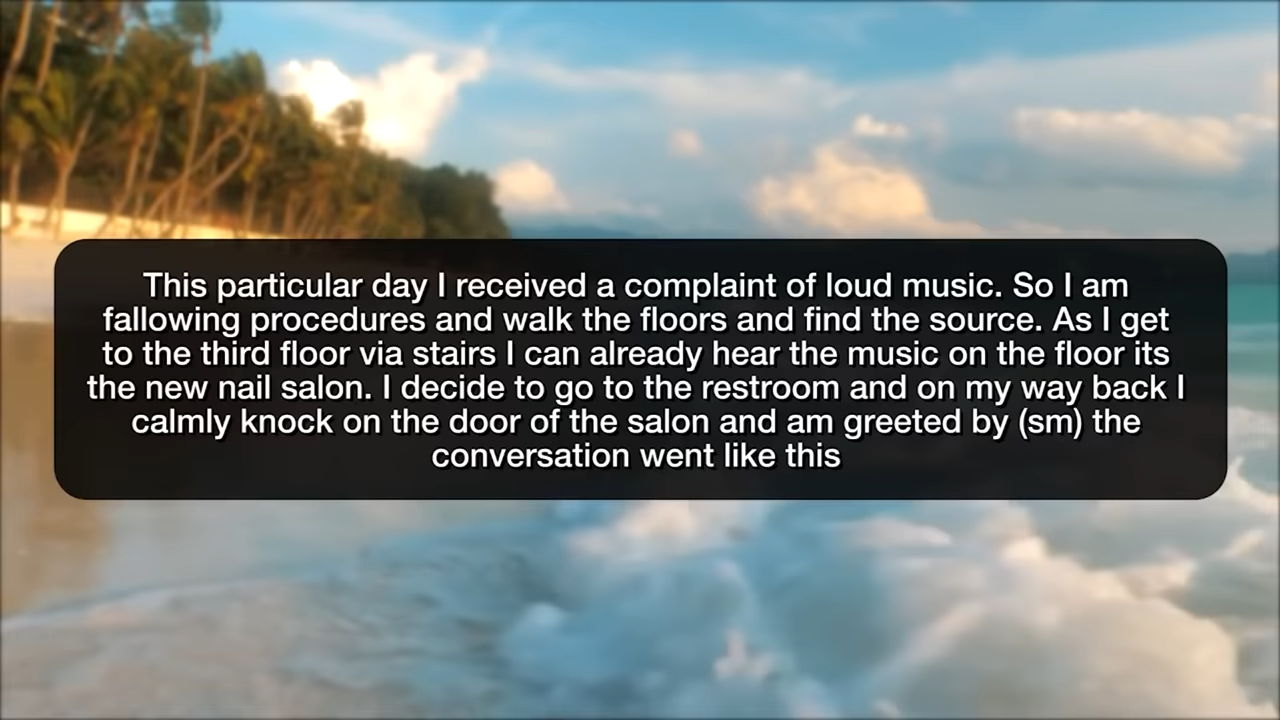 This particular day I received a complaint of loud music. So I am
fallowing procedures and walk the floors and find the source. As I get
to the third floor via stairs I can already hear the music on the floor its
the new nail salon. I decide to go to the restroom and on my way back I
calmly knock on the door of the salon and am greeted by (sm) the
conversation went like this